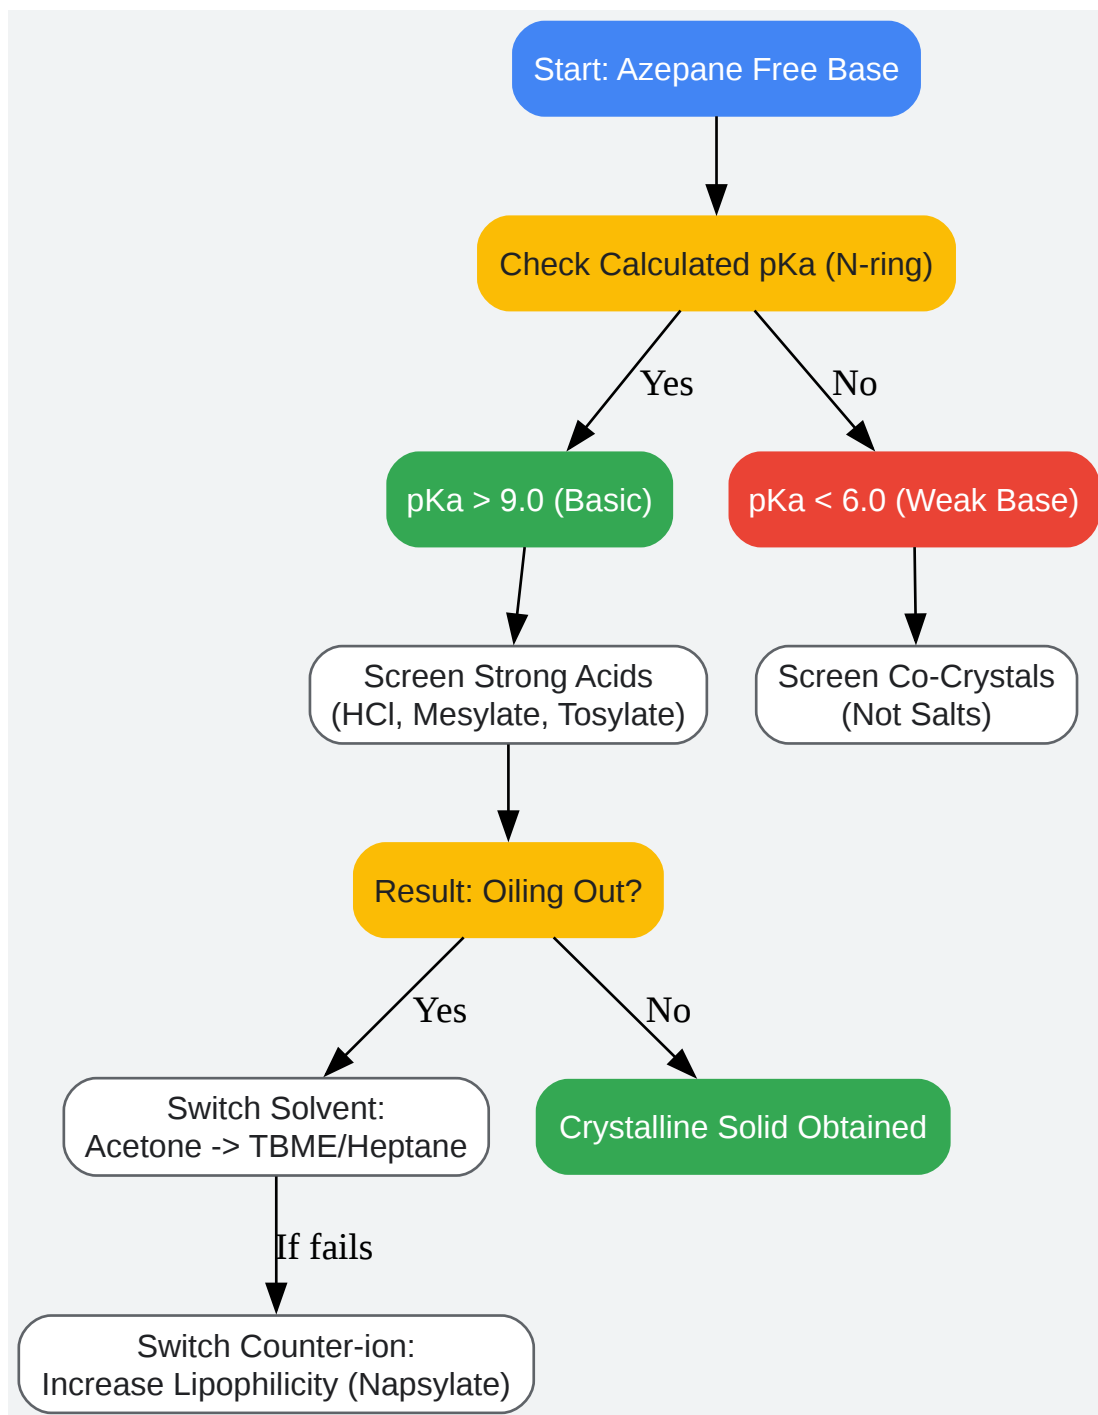 Start: Azepane Free Base
Check Calculated pKa (N-ring)
Yes
No
pKa > 9.0 (Basic)
pKa < 6.0 (Weak Base)
Screen Strong Acids
(HCl, Mesylate, Tosylate)
Screen Co-Crystals
(Not Salts)
Result: Oiling Out?
Yes
No
Switch Solvent:
Acetone -> TBME/Heptane
Crystalline Solid Obtained
If fails
Switch Counter-ion:
Increase Lipophilicity (Napsylate)